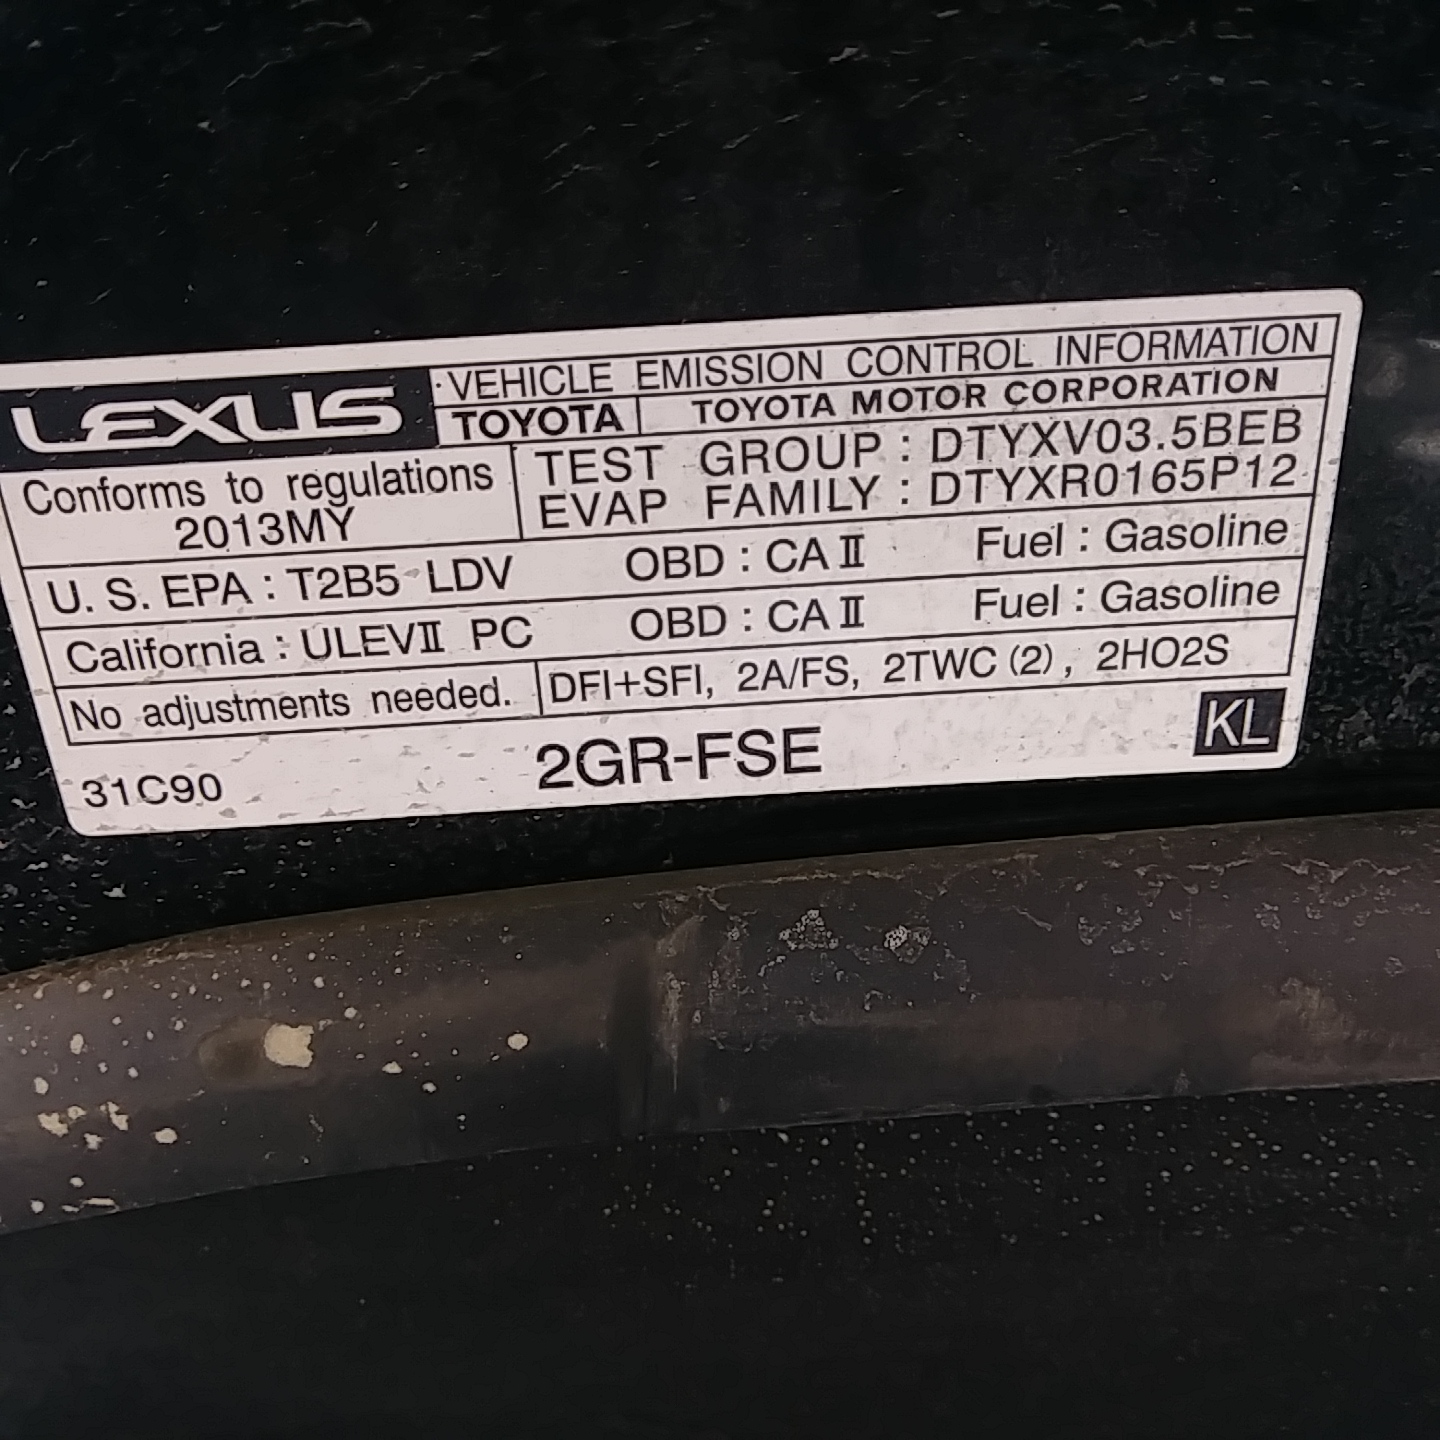 LEXUS
VEHICLE EMISSION CONTROL INFORMATION
TOYOTA TOYOTA MOTOR CORPORATION
Conforms to regulations
2013MY
TEST GROUP : DTYXV03.5BEB
EVAP FAMILY : DTYXR0165P12
U. S. EPA : T2B5 LDV OBD : CA II Fuel : Gasoline
California : ULEVII PC OBD : CA II Fuel : Gasoline
No adjustments needed. DFI+SFI, 2A/FS, 2TWC (2) , 2HO2S
31C90 2GR-FSE KL